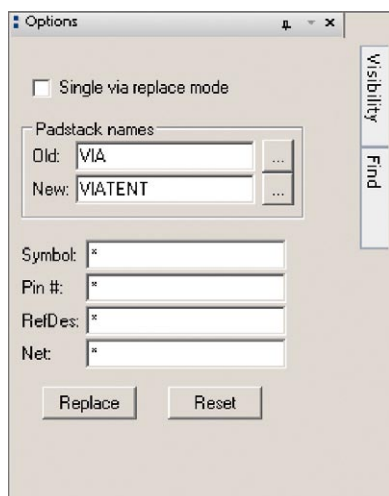 Options
Single via replace mode
Padstack names
Old: VIA ...
New: VIATENT ...
Symbol: *
Pin #: *
RefDes: *
Net: *
Replace Reset
Visibility
Find